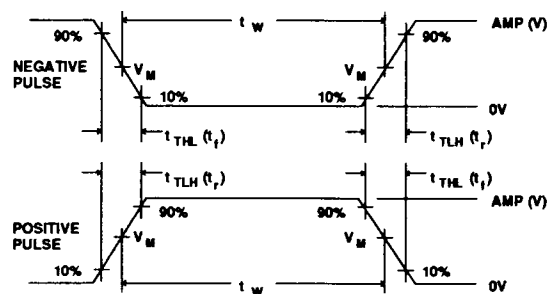 t W
90%
90%
AMP (V)
NEGATIVE
PULSE
V M
V M
10%
10%
0V
t THL (t f)
t TLH (t r)
t TLH (t r)
t THL (t f)
90%
90%
AMP (V)
POSITIVE
PULSE
V M
V M
10%
10%
t W
0V